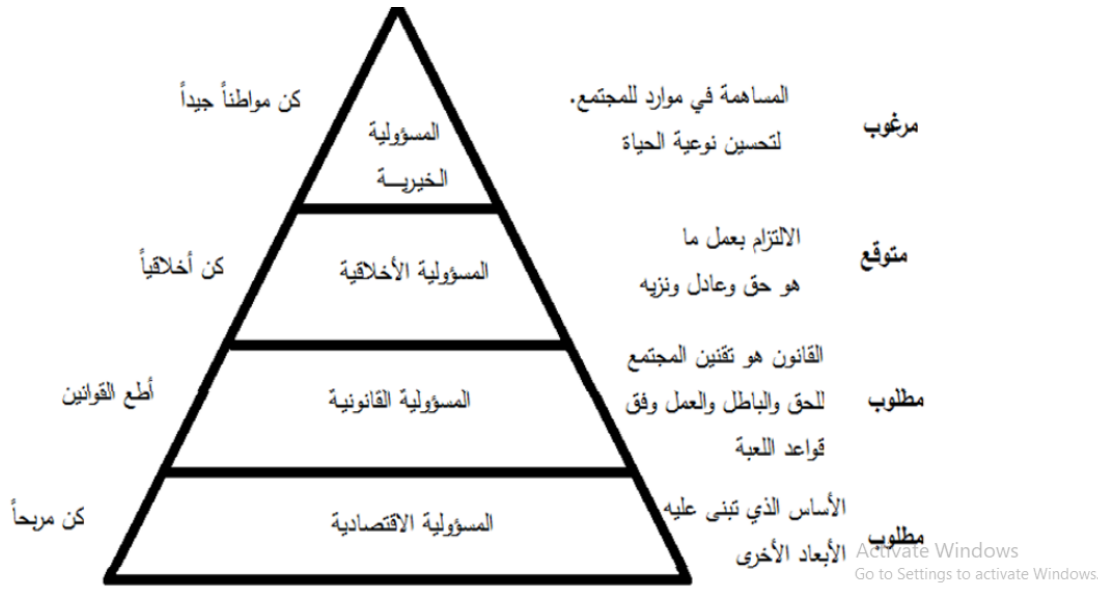 مرغوب
المساهمة في موارد للمجتمع.
لتحسين نوعية الحياة
المسؤولية
الخيريـــة
كن مواطناً جيداً
متوقع
الالتزام بعمل ما
هو حق وعادل ونزيه
المسؤولية الأخلاقية
كن أخلاقياً
مطلوب
القانون هو تقنين المجتمع
للحق والباطل والعمل وفق
قواعد اللعبة
المسؤولية القانونية
أطع القوانين
مطلوب
الأساس الذي تبنى عليه
الأبعاد الأخرى
المسؤولية الاقتصادية
كن مربحاً
Activate Windows
Go to Settings to activate Windows.